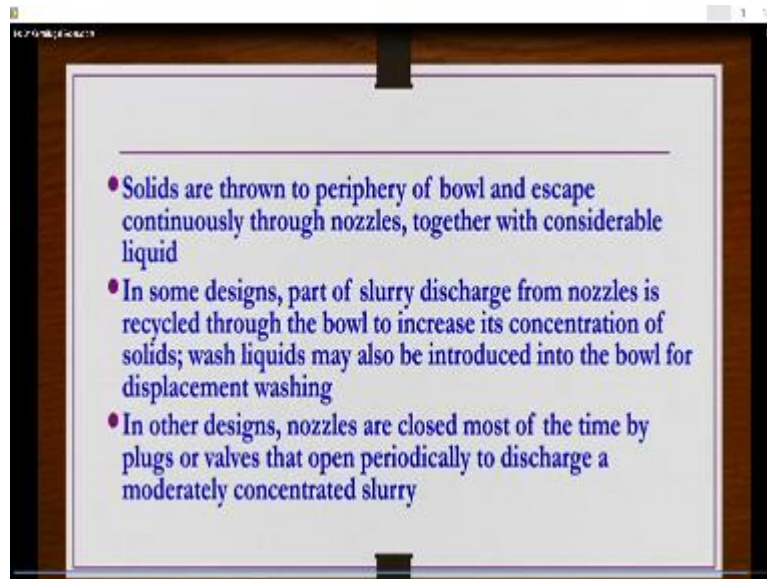 1
• Solids are thrown to periphery of bowl and escape
continuously through nozzles, together with considerable
liquid
• In some designs, part of slurry discharge from nozzles is
recycled through the bowl to increase its concentration of
solids; wash liquids may also be introduced into the bowl for
displacement washing
• In other designs, nozzles are closed most of the time by
plugs or valves that open periodically to discharge a
moderately concentrated slurry